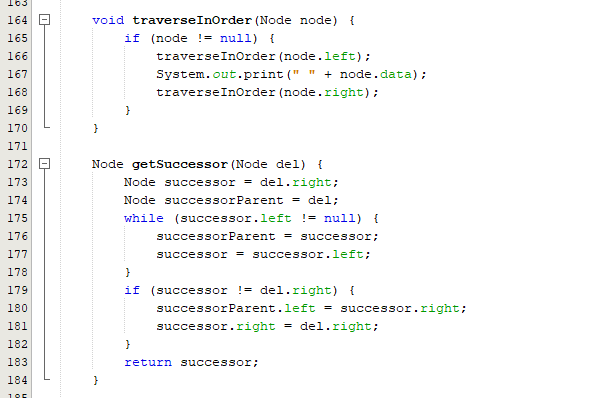 163
164 void traverseInOrder(Node node) {
165 if (node != null) {
166 traverseInOrder(node.left);
167 System.out.print(" " + node.data);
168 traverseInOrder(node.right);
169 }
170 }
171
172 Node getSuccessor(Node del) {
173 Node successor = del.right;
174 Node successorParent = del;
175 while (successor.left != null) {
176 successorParent = successor;
177 successor = successor.left;
178 }
179 if (successor != del.right) {
180 successorParent.left = successor.right;
181 successor.right = del.right;
182 }
183 return successor;
184 }
185